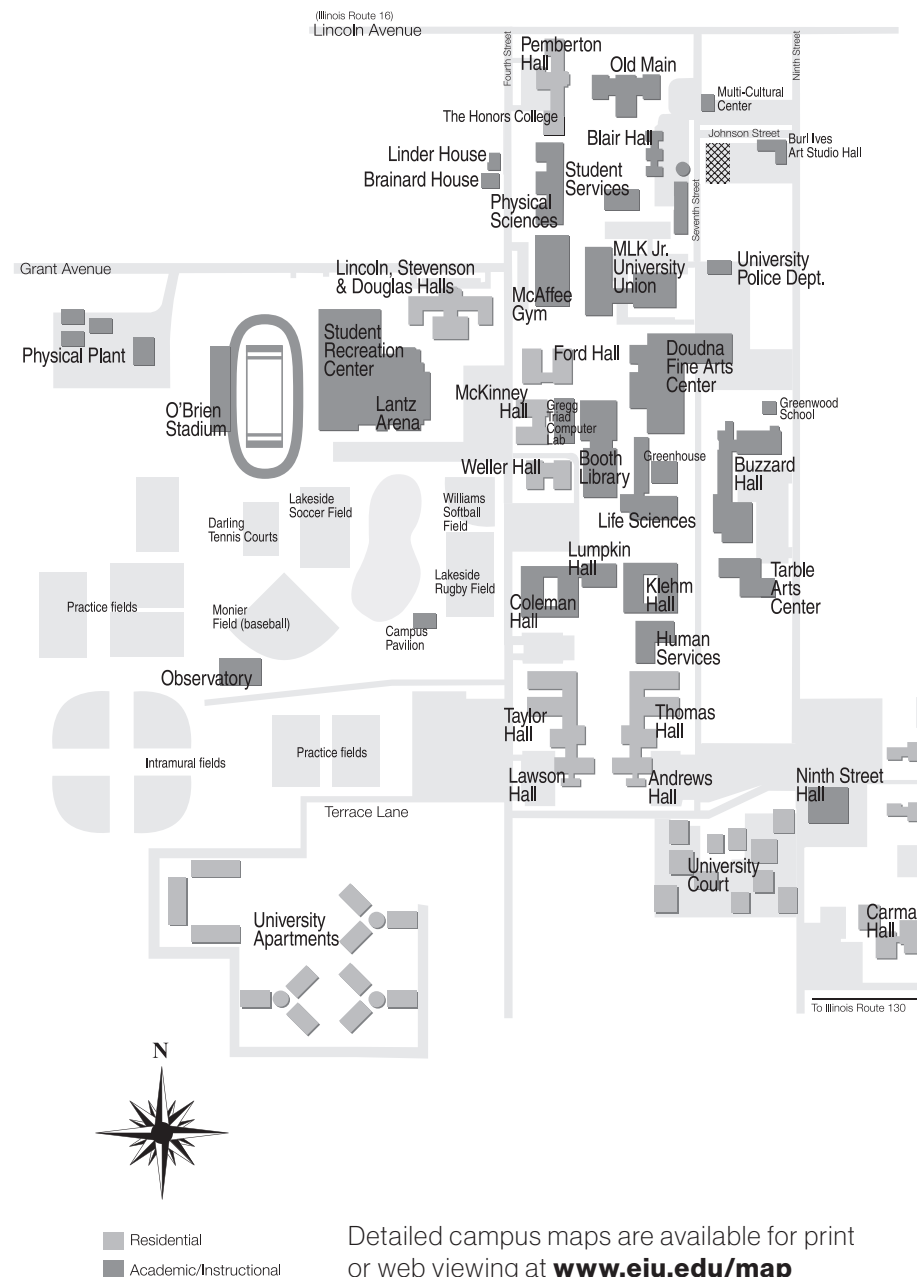 (Illinois Route 16)
Lincoln Avenue
Fourth Street
Ninth Street
Pemberton
Hall
Old Main
Multi-Cultural
Center
The Honors College
Johnson Street
Blair Hall
Burl Ives
Art Studio Hall
Linder House
Brainard House
Student
Services
Physical
Sciences
Seventh Street
Grant Avenue
Lincoln, Stevenson
& Douglas Halls
MLK Jr.
University
Union
University
Police Dept.
McAffee
Gym
Physical Plant
Student
Recreation
Center
Ford Hall
Doudna
Fine Arts
Center
O'Brien
Stadium
Lantz
Arena
McKinney
Hall
Gregg
Triad
Computer
Lab
Greenwood
School
Weller Hall
Booth
Library
Greenhouse
Buzzard
Hall
Darling
Tennis Courts
Lakeside
Soccer Field
Williams
Softball
Field
Life Sciences
Lumpkin
Hall
Lakeside
Rugby Field
Klehm
Hall
Tarble
Arts
Center
Practice fields
Monier
Field (baseball)
Coleman
Hall
Campus
Pavilion
Human
Services
Observatory
Taylor
Hall
Thomas
Hall
Intramural fields
Practice fields
Lawson
Hall
Andrews
Hall
Ninth Street
Hall
Terrace Lane
University
Court
University
Apartments
Carma
Hall
To Illinois Route 130
N
Residential
Academic/Instructional
Detailed campus maps are available for print
or web viewing at www.eiu.edu/map